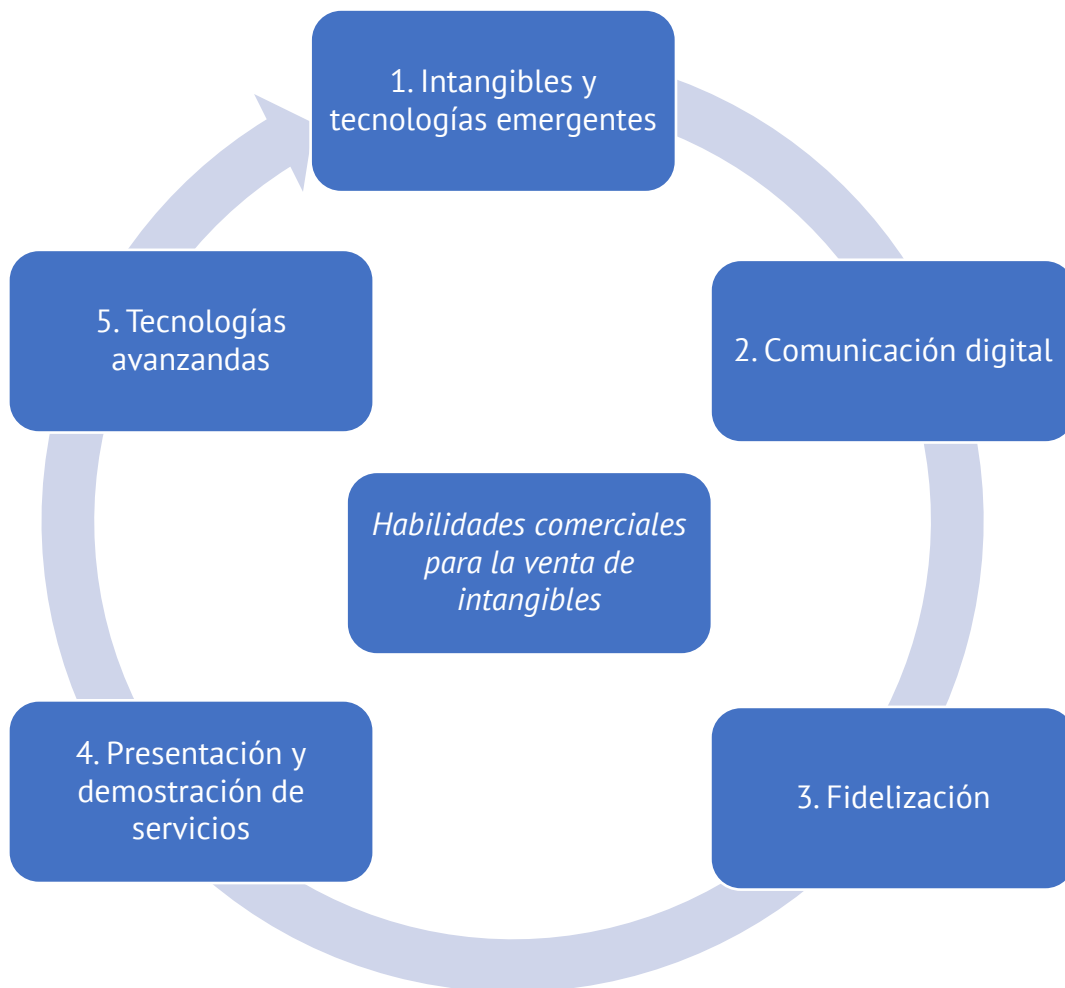 1. Intangibles y
tecnologías emergentes
2. Comunicación digital
3. Fidelización
4. Presentación y
demostración de
servicios
5. Tecnologías
avanzandas
Habilidades comerciales
para la venta de
intangibles